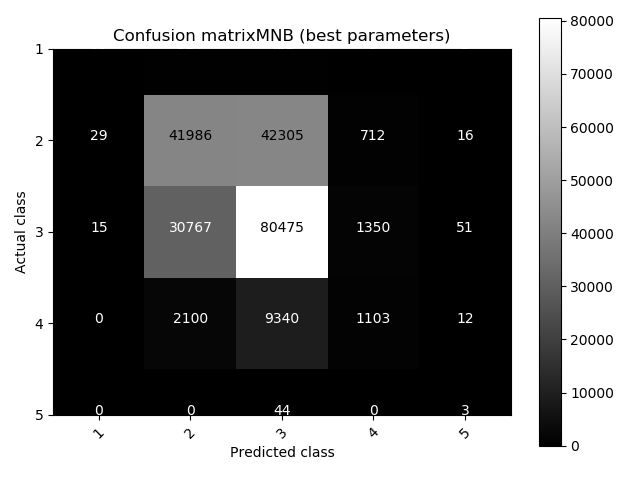 Confusion matrixMNB (best parameters)
1
29 41986 42305 712 16
2
15 30767 80475 1350 51
3
0 2100 9340 1103 12
4
0 0 44 0 3
5
1 2 3 4 5
Predicted class
Actual class
80000
70000
60000
50000
40000
30000
20000
10000
0